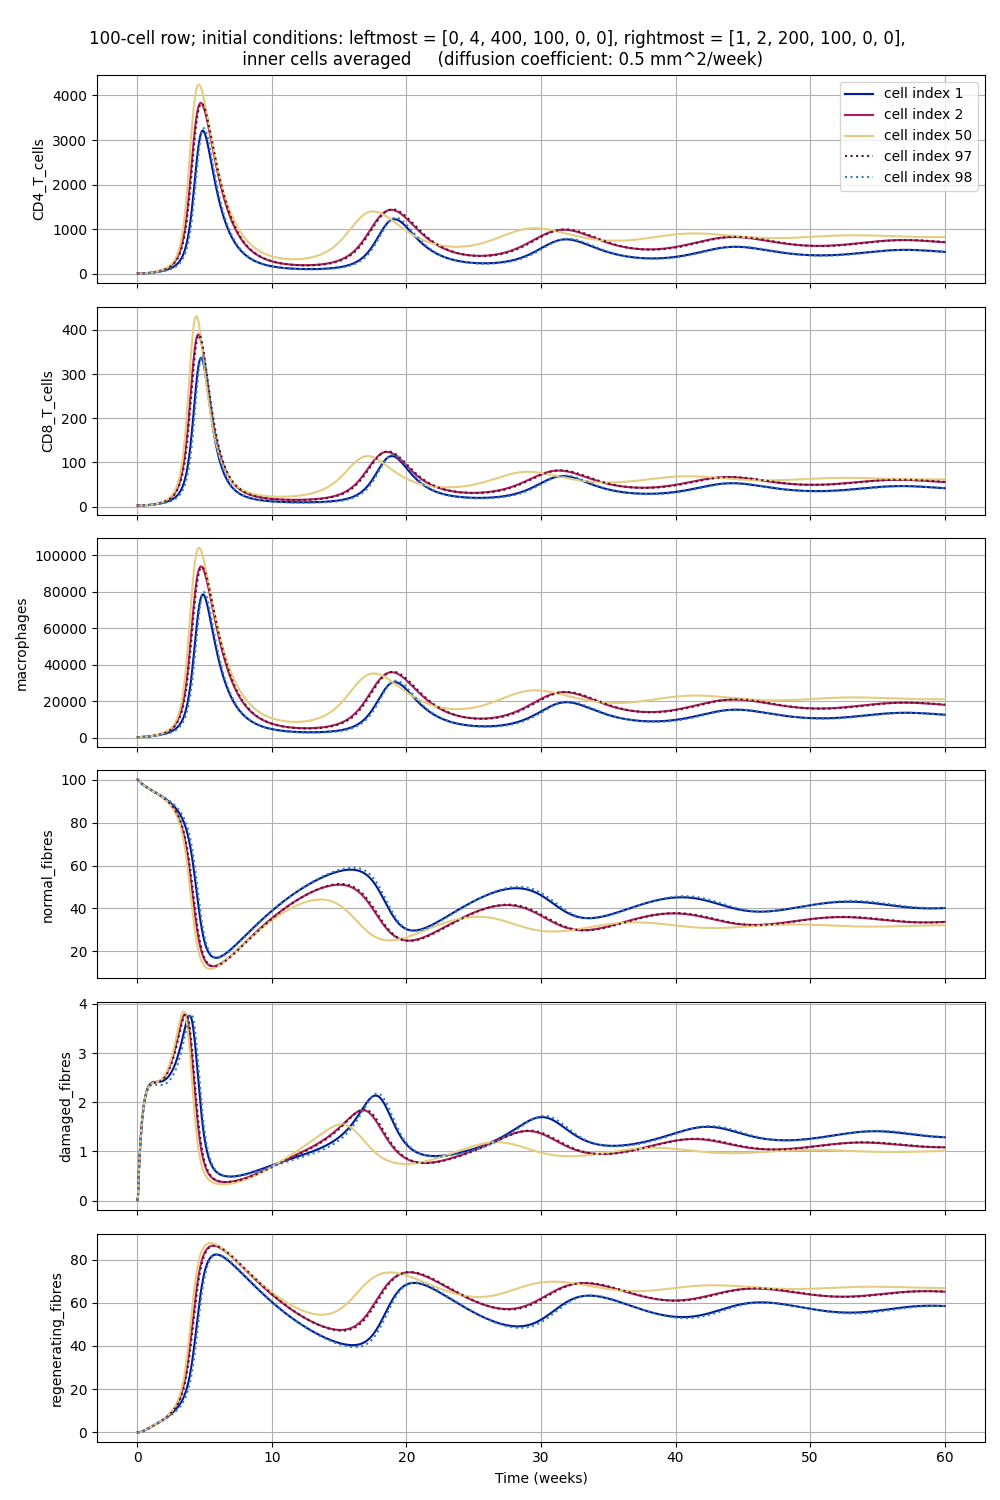 100-cell row; initial conditions: leftmost = [0, 4, 400, 100, 0, 0], rightmost = [1, 2, 200, 100, 0, 0],
inner cells averaged     (diffusion coefficient: 0.5 mm^2/week)
cell index 1
cell index 2
cell index 50
cell index 97
cell index 98
CD4_T_cells
4000
3000
2000
1000
0
CD8_T_cells
400
300
200
100
0
macrophages
100000
80000
60000
40000
20000
0
normal_fibres
100
80
60
40
20
damaged_fibres
4
3
2
1
0
regenerating_fibres
80
60
40
20
0
0 10 20 30 40 50 60
Time (weeks)